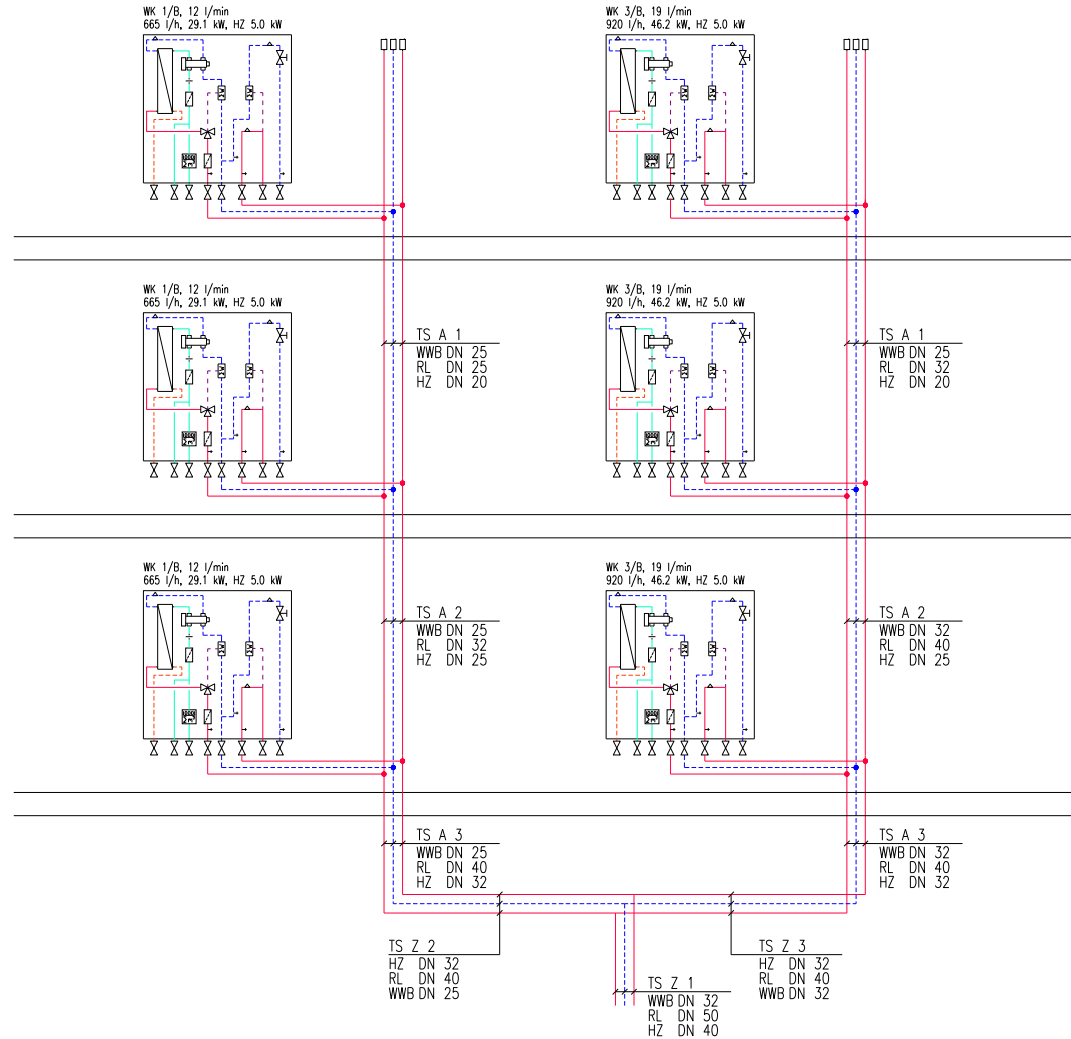 WK 1/B, 12 l/min
665 l/h, 29.1 kW, HZ 5.0 kW
WK 3/B, 19 l/min
920 l/h, 46.2 kW, HZ 5.0 kW
WK 1/B, 12 l/min
665 l/h, 29.1 kW, HZ 5.0 kW
WK 3/B, 19 l/min
920 l/h, 46.2 kW, HZ 5.0 kW
TS A 1
WWB DN 25
RL DN 25
HZ DN 20
TS A 1
WWB DN 25
RL DN 32
HZ DN 20
WK 1/B, 12 l/min
665 l/h, 29.1 kW, HZ 5.0 kW
WK 3/B, 19 l/min
920 l/h, 46.2 kW, HZ 5.0 kW
TS A 2
WWB DN 25
RL DN 32
HZ DN 25
TS A 2
WWB DN 32
RL DN 40
HZ DN 25
TS A 3
WWB DN 25
RL DN 40
HZ DN 32
TS A 3
WWB DN 32
RL DN 40
HZ DN 32
TS Z 2
HZ DN 32
RL DN 40
WWB DN 25
TS Z 3
HZ DN 32
RL DN 40
WWB DN 32
TS Z 1
WWB DN 32
RL DN 50
HZ DN 40